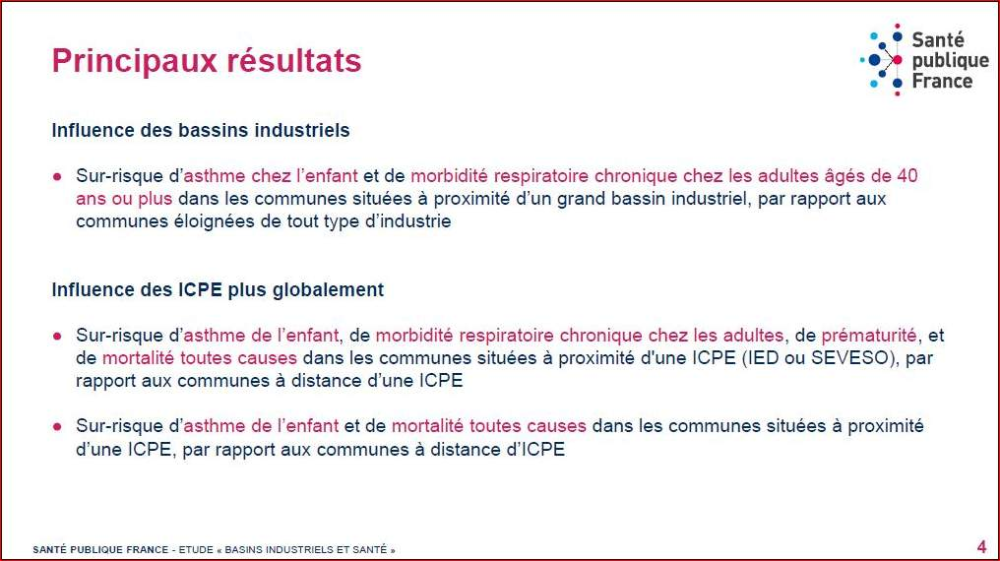 Principaux résultats
Santé
publique
France
Influence des bassins industriels
● Sur-risque d’asthme chez l’enfant et de morbidité respiratoire chronique chez les adultes âgés de 40
ans ou plus dans les communes situées à proximité d’un grand bassin industriel, par rapport aux
communes éloignées de tout type d’industrie
Influence des ICPE plus globalement
● Sur-risque d’asthme de l’enfant, de morbidité respiratoire chronique chez les adultes, de prématurité, et
de mortalité toutes causes dans les communes situées à proximité d'une ICPE (IED ou SEVESO), par
rapport aux communes à distance d’une ICPE
● Sur-risque d’asthme de l’enfant et de mortalité toutes causes dans les communes situées à proximité
d’une ICPE, par rapport aux communes à distance d’ICPE
SANTÉ PUBLIQUE FRANCE - ETUDE « BASINS INDUSTRIELS ET SANTÉ »
4